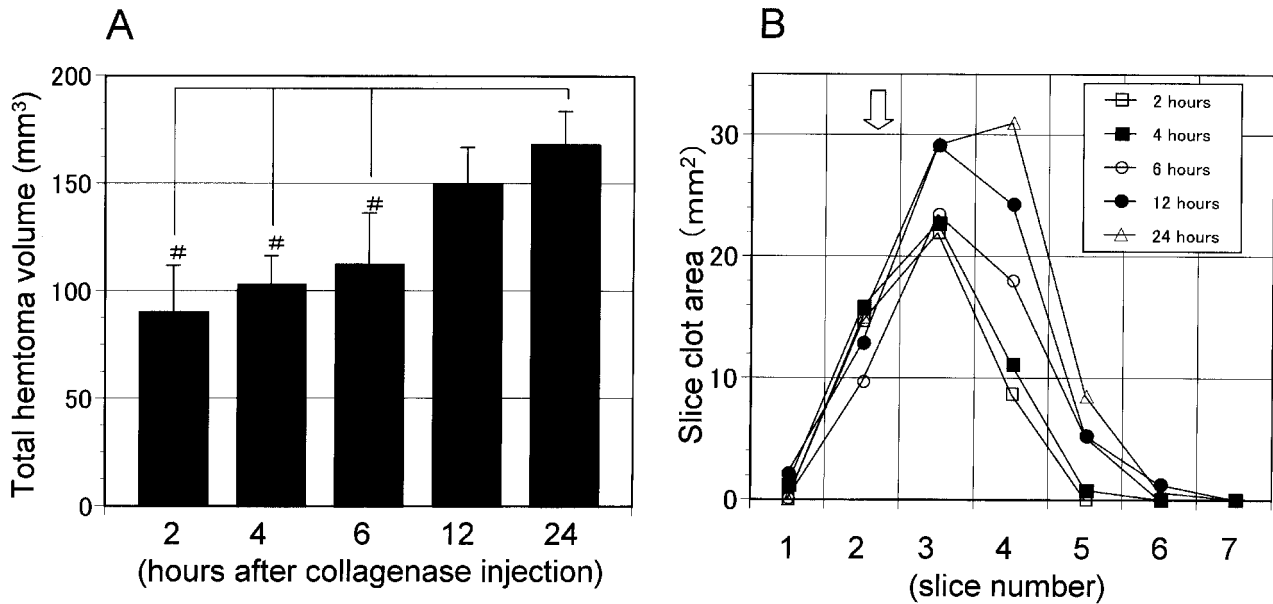 A
Total hemtoma volume (mm³)
200
150
100
50
0
#
#
#
2 4 6 12 24
(hours after collagenase injection)
B
Slice clot area (mm²)
30
20
10
0
2 hours
4 hours
6 hours
12 hours
24 hours
1 2 3 4 5 6 7
(slice number)